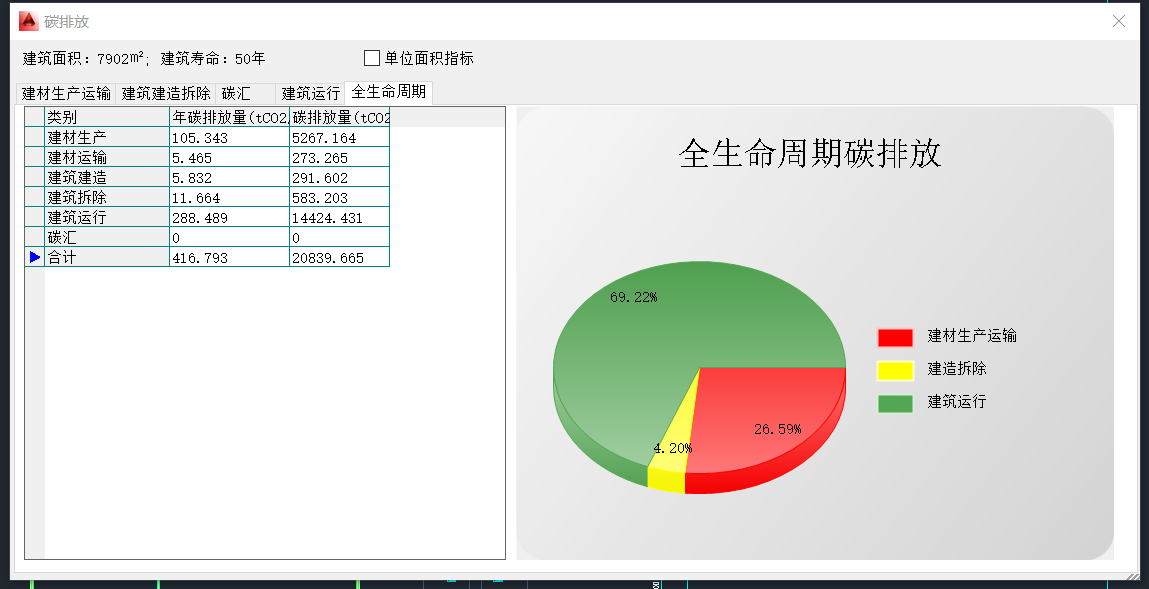 碳排放
建筑面积：7902m²; 建筑寿命：50年 单位面积指标
建材生产运输 建筑建造拆除 碳汇 建筑运行 全生命周期
类别 年碳排放量(tCO2 碳排放量(tCO2
建材生产 105.343 5267.164
建材运输 5.465 273.265
建筑建造 5.832 291.602
建筑拆除 11.664 583.203
建筑运行 288.489 14424.431
碳汇 0 0
合计 416.793 20839.665
全生命周期碳排放
69.22%
4.20%
26.59%
建材生产运输
建造拆除
建筑运行